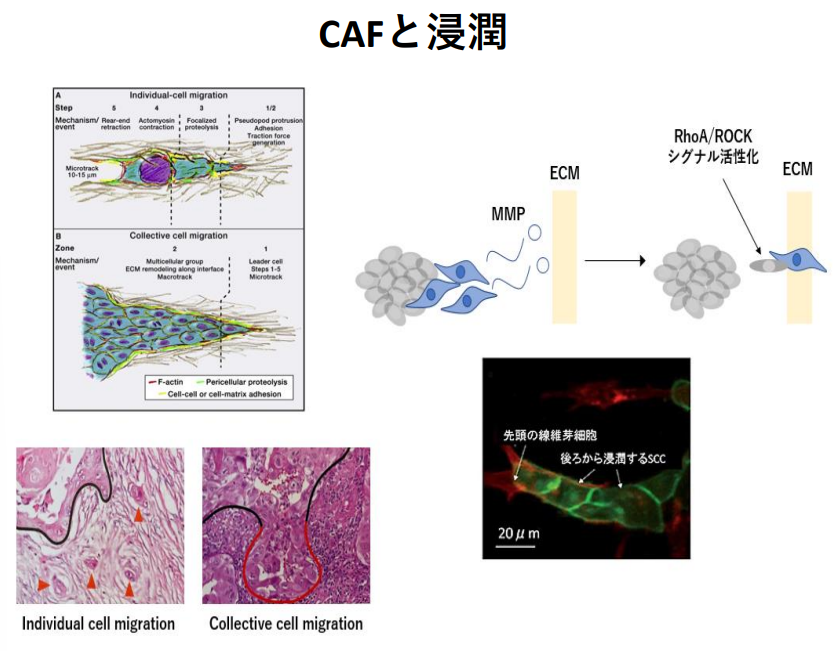 CAFと浸潤
A
Individual-cell migration
Step 5 4 3 1/2
Mechanism/ event
Rear-end retraction
Actomyosin contraction
Focalized proteolysis
Pseudopod protrusion
Adhesion
Traction force generation
Microtrack
10-15 μm
B
Collective cell migration
Zone 2 1
Mechanism/ event
Multicellular group
ECM remodeling along interface
Macrotrack
Leader cell
Steps 1-5
Microtrack
F-actin
Pericellular proteolysis
Cell-cell or cell-matrix adhesion
MMP
ECM
RhoA/ROCK
シグナル活性化
ECM
先頭の線維芽細胞
後ろから浸潤するSCC
20μm
Individual cell migration
Collective cell migration